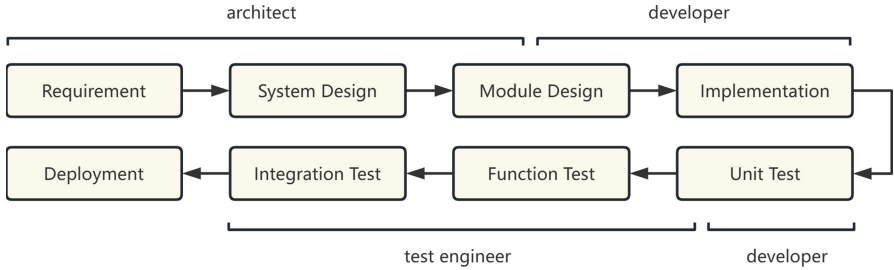 architect
developer
Requirement
System Design
Module Design
Implementation
Deployment
Integration Test
Function Test
Unit Test
test engineer
developer